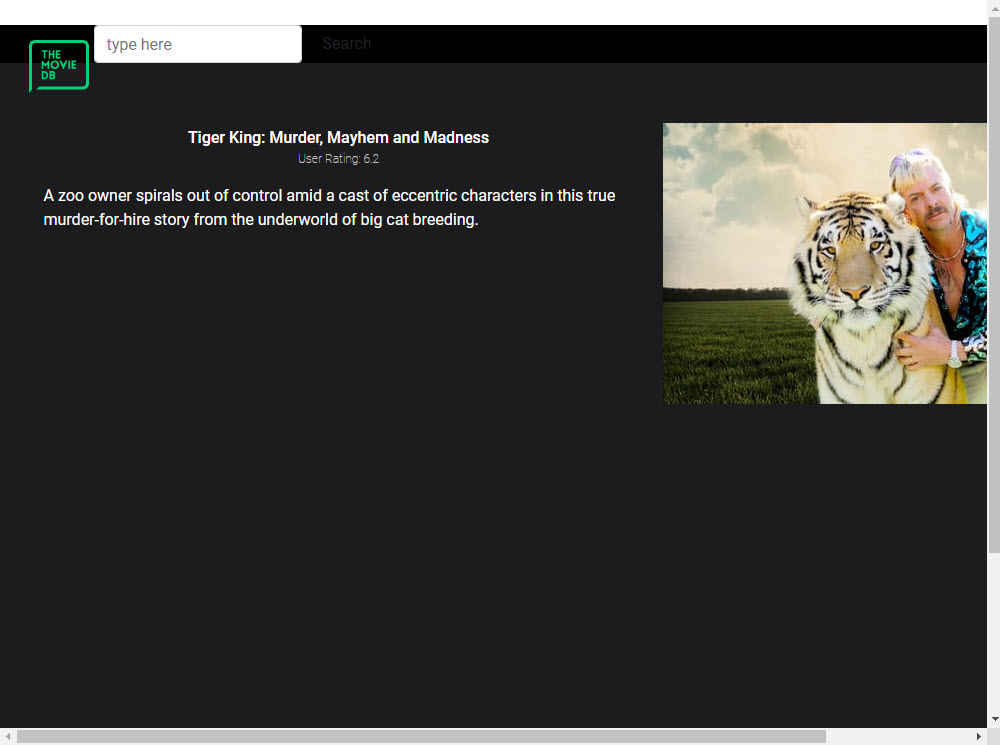 THE
MOVIE
DB
type here
Search
Tiger King: Murder, Mayhem and Madness
User Rating: 6.2
A zoo owner spirals out of control amid a cast of eccentric characters in this true
murder-for-hire story from the underworld of big cat breeding.